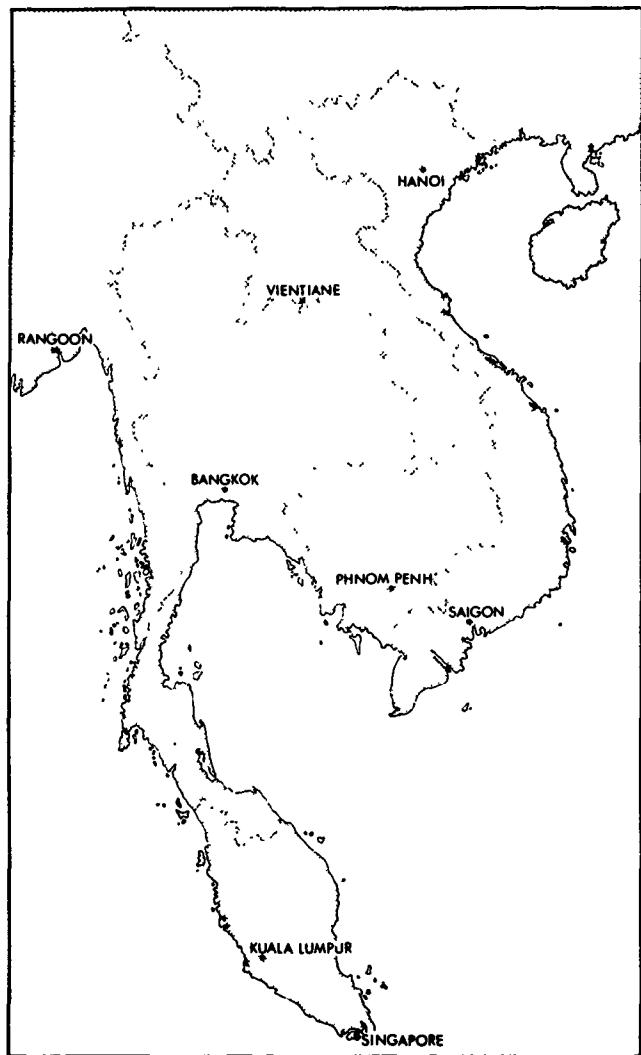 HANOI
VIENTIANE
RANGOON
BANGKOK
PHNOM PENH
SAIGON
KUALA LUMPUR
SINGAPORE